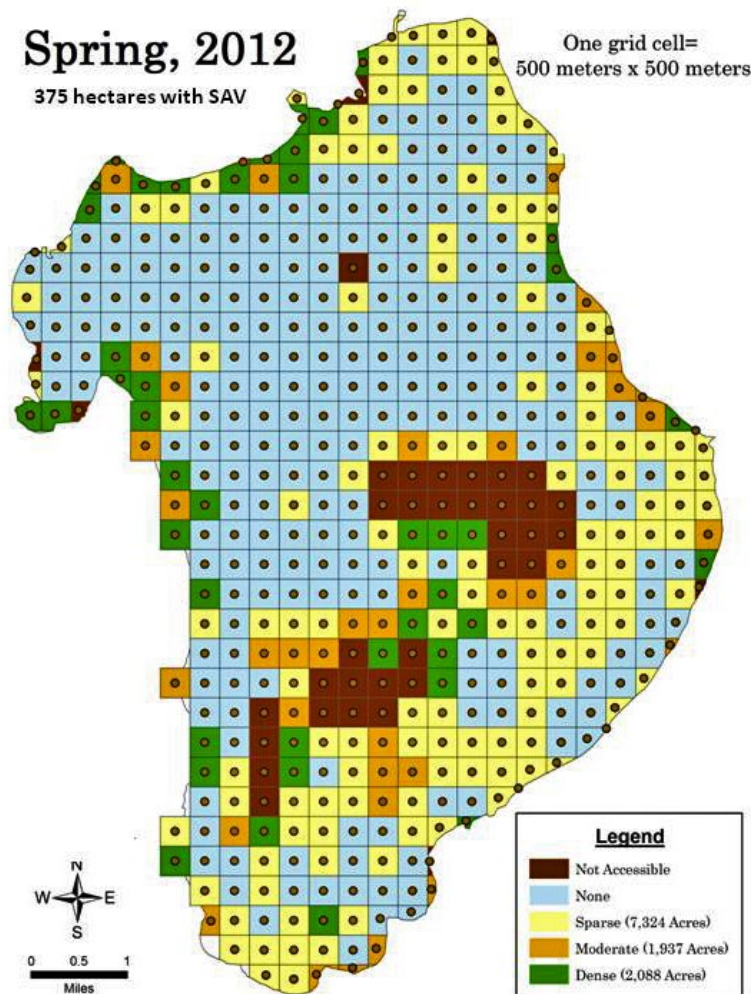 Spring, 2012
375 hectares with SAV
One grid cell=
500 meters x 500 meters
N
W E
S
0 0.5 1
Miles
Legend
Not Accessible
None
Sparse (7,324 Acres)
Moderate (1,937 Acres)
Dense (2,088 Acres)